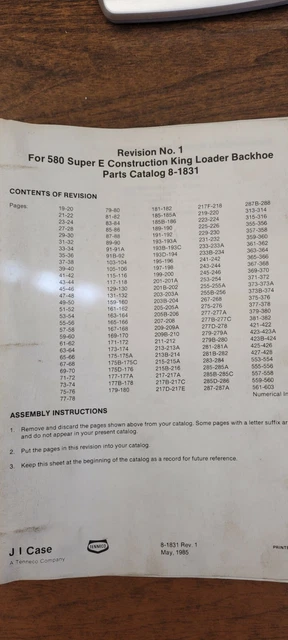 Revision No. 1
For 580 Super E Construction King Loader Backhoe
Parts Catalog 8-1831
CONTENTS OF REVISION
Pages: 19-20 79-80 181-182 217F-218 287B-288
21-22 81-82 185-185A 219-220 313-314
23-24 83-84 185B-186 223-224 315-316
27-28 85-86 189-190 225-226 355-356
29-30 87-88 191-192 229-230 357-358
31-32 89-90 193-193A 231-232 359-360
33-34 91-91A 193B-193C 233-233A 361-362
35-36 91B-92 193D-194 233B-234 363-364
37-38 103-104 195-196 241-242 365-366
39-40 105-106 197-198 243-244 367-368
41-42 115-116 199-200 245-246 369-370
43-44 117-118 201-201A 253-254 371-372
45-46 129-130 201B-202 255-255A 373-373A
47-48 131-132 203-203A 255B-256 373B-374
49-50 159-160 203B-204 267-268 375-376
51-52 161-162 205-205A 275-276 377-378
53-54 163-164 205B-206 277-277A 379-380
55-56 165-166 207-208 277B-277C 381-382
57-58 167-168 209-209A 277D-278 421-422
59-60 169-170 209B-210 279-279A 423-423A
61-62 171-172 211-212 279B-280 423B-424
63-64 173-174 213-213A 281-281A 425-426
65-66 175-175A 213B-214 281B-282 427-428
67-68 175B-175C 215-215A 283-284 553-554
69-70 175D-176 215B-216 285-285A 555-556
71-72 177-177A 217-217A 285B-285C 557-558
73-74 177B-178 217B-217C 285D-286 559-560
75-76 179-180 217D-217E 287-287A 561-603
77-78 Numerical
ASSEMBLY INSTRUCTIONS
1. Remove and discard the pages shown above from your catalog. Some pages with a letter suffix
and do not appear in your present catalog.
2. Put the pages in this revision into your catalog.
3. Keep this sheet at the beginning of the catalog as a record for future reference.
J I Case
A Tenneco Company
TENNECO
8-1831 Rev. 1
May, 1985